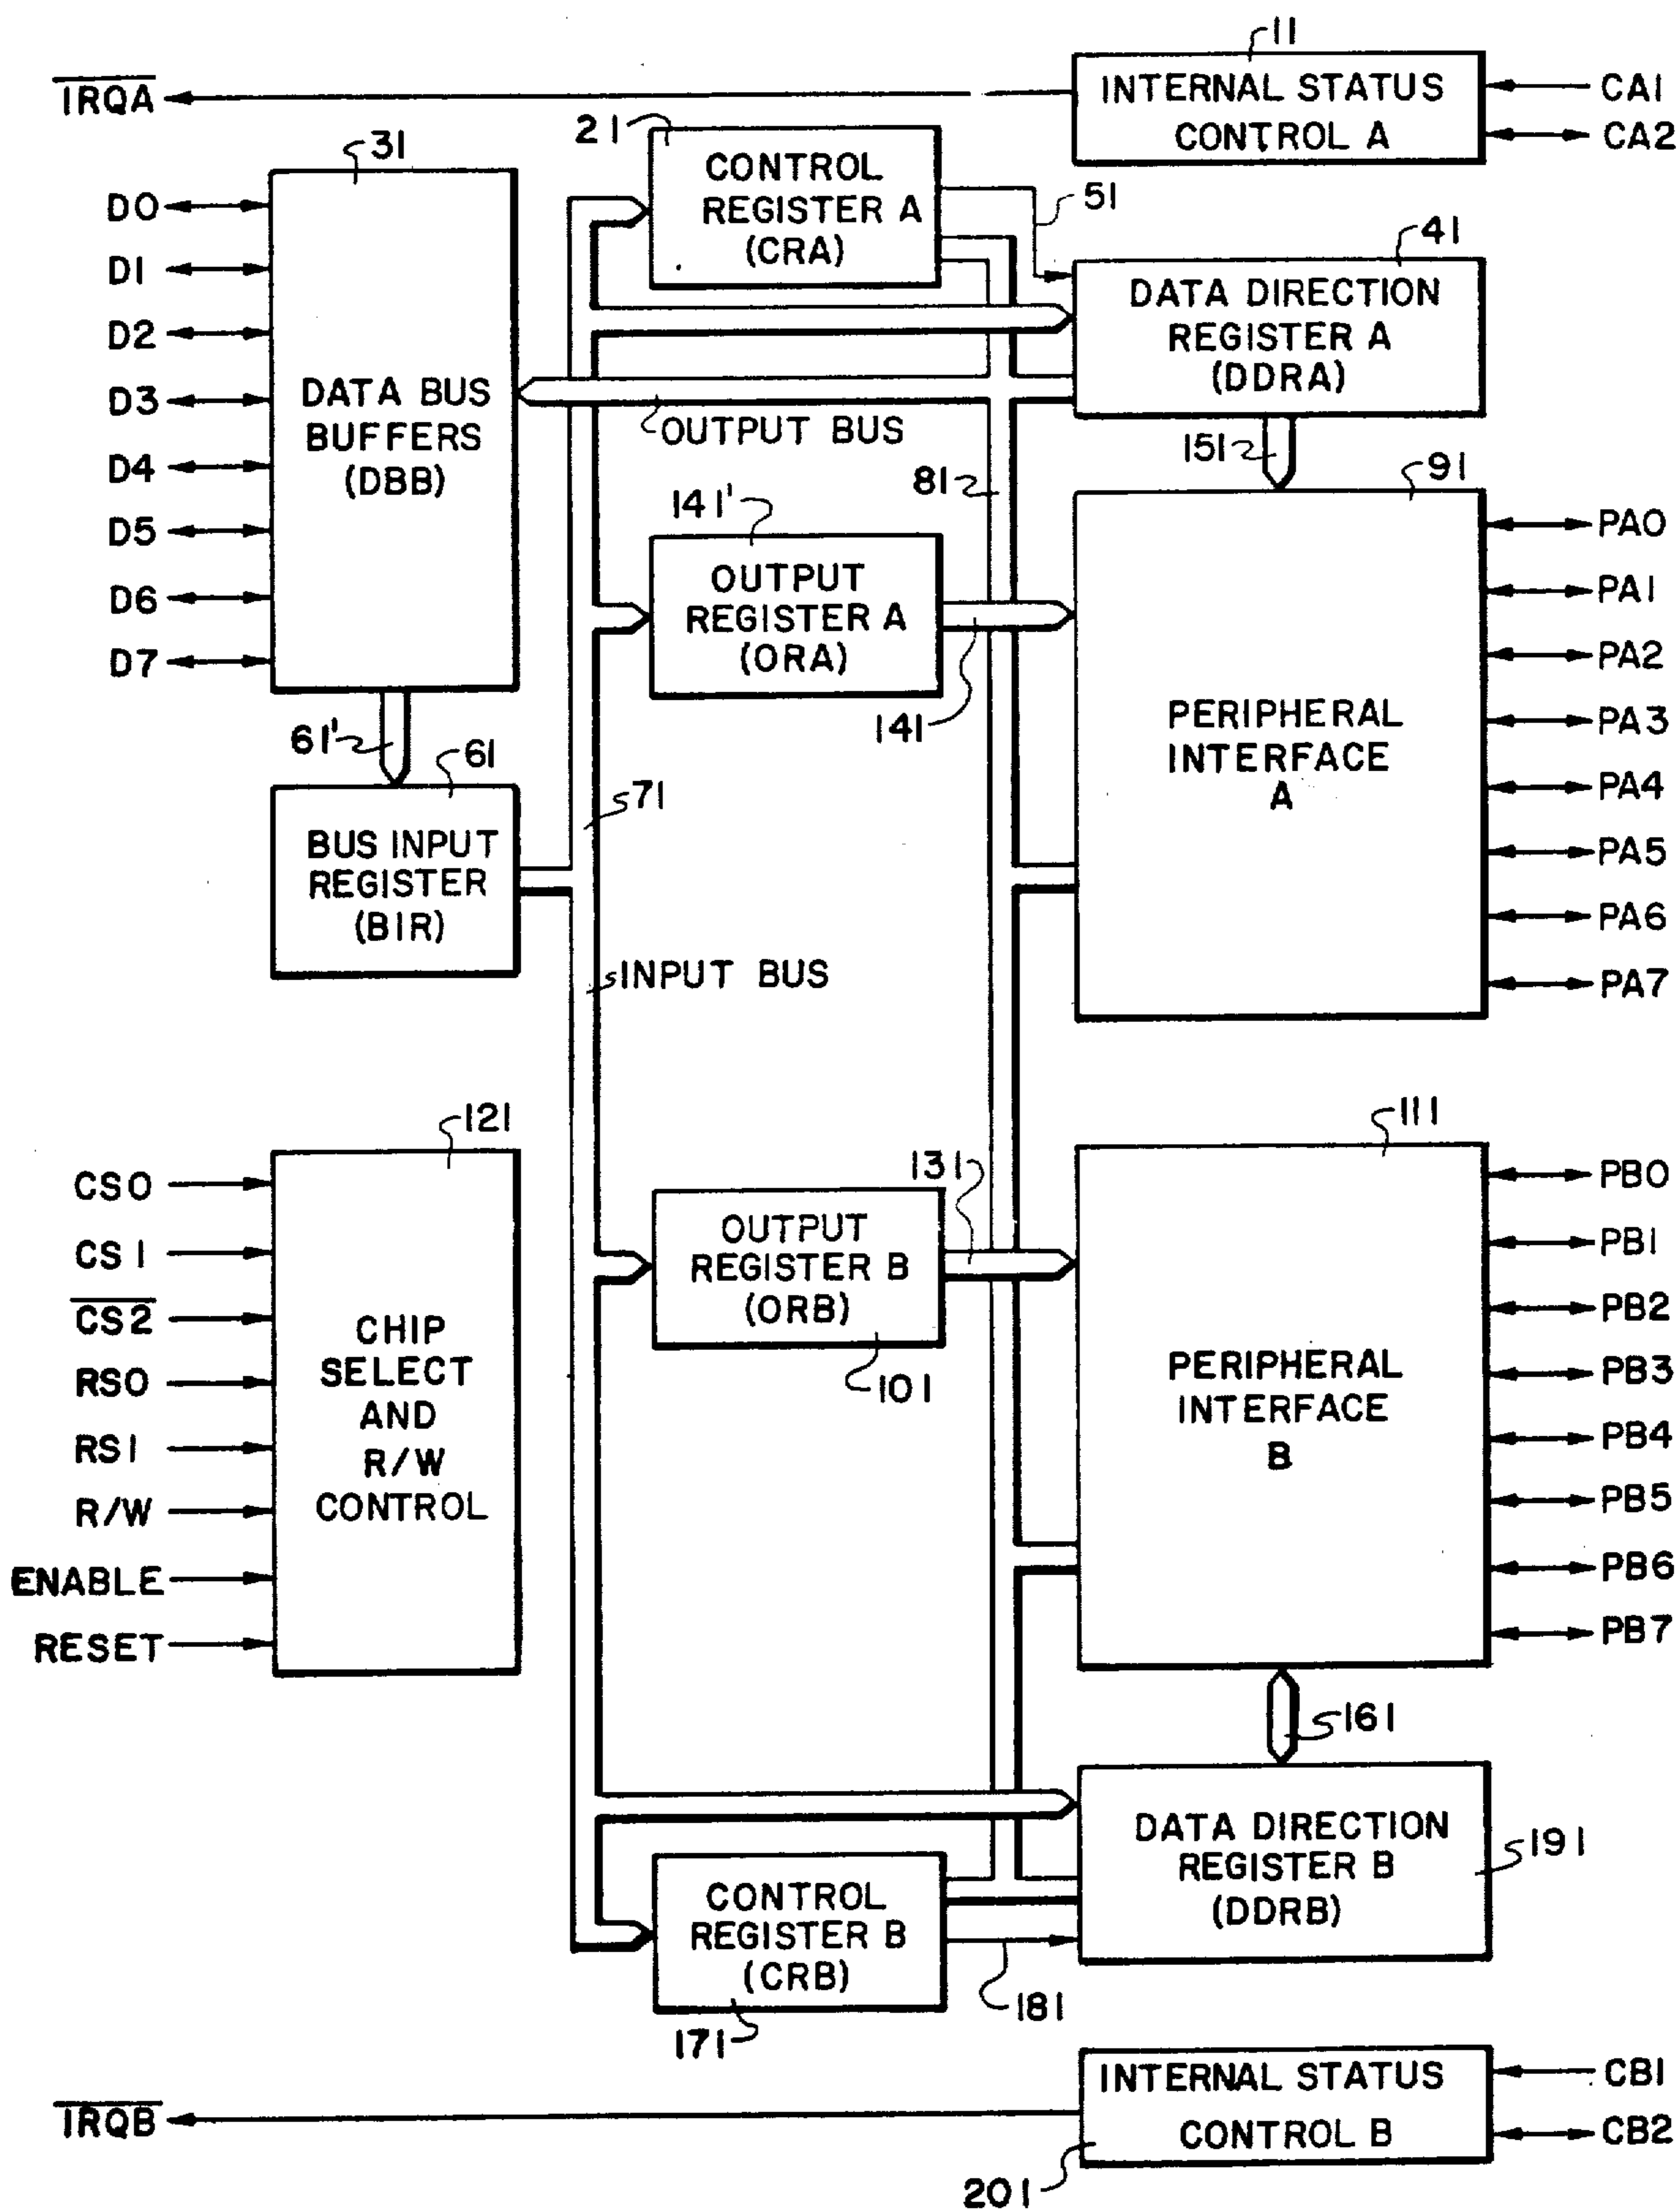 11
IRQA
INTERNAL STATUS
CONTROL A
CA1
CA2
21
CONTROL
REGISTER A
(CRA)
51
31
D0
D1
D2
D3
D4
D5
D6
D7
DATA BUS
BUFFERS
(DBB)
41
DATA DIRECTION
REGISTER A
(DDRA)
OUTPUT BUS
151
81
91
141'
OUTPUT
REGISTER A
(ORA)
141
PERIPHERAL
INTERFACE
A
PA0
PA1
PA2
PA3
PA4
PA5
PA6
PA7
61'
61
BUS INPUT
REGISTER
(BIR)
71
INPUT BUS
121
CS0
CS1
CS2
RS0
RS1
R/W
ENABLE
RESET
CHIP
SELECT
AND
R/W
CONTROL
131
OUTPUT
REGISTER B
(ORB)
101
111
PERIPHERAL
INTERFACE
B
PB0
PB1
PB2
PB3
PB4
PB5
PB6
PB7
161
DATA DIRECTION
REGISTER B
(DDRB)
191
CONTROL
REGISTER B
(CRB)
171
181
IRQB
INTERNAL STATUS
CONTROL B
201
CB1
CB2